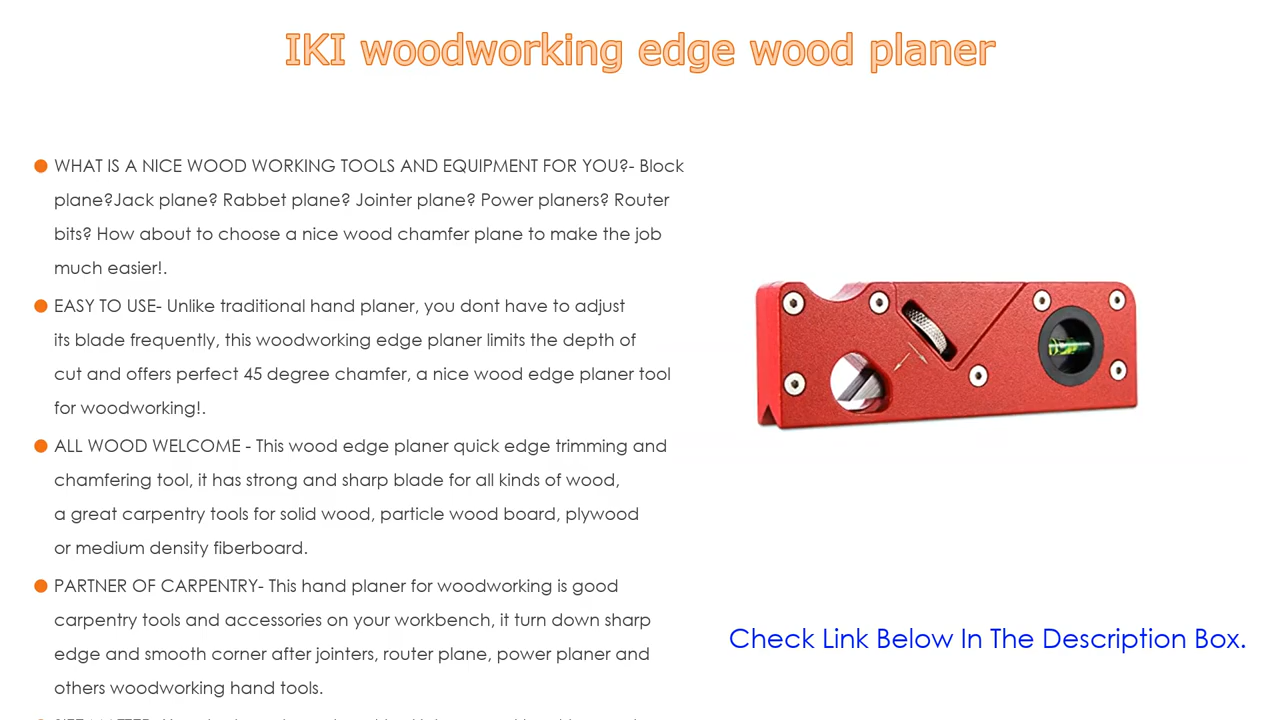 IKI woodworking edge wood planer
WHAT IS A NICE WOOD WORKING TOOLS AND EQUIPMENT FOR YOU?- Block
plane?Jack plane? Rabbet plane? Jointer plane? Power planers? Router
bits? How about to choose a nice wood chamfer plane to make the job
much easier!.
EASY TO USE- Unlike traditional hand planer, you dont have to adjust
its blade frequently, this woodworking edge planer limits the depth of
cut and offers perfect 45 degree chamfer, a nice wood edge planer tool
for woodworking!.
ALL WOOD WELCOME - This wood edge planer quick edge trimming and
chamfering tool, it has strong and sharp blade for all kinds of wood,
a great carpentry tools for solid wood, particle wood board, plywood
or medium density fiberboard.
PARTNER OF CARPENTRY- This hand planer for woodworking is good
carpentry tools and accessories on your workbench, it turn down sharp
edge and smooth corner after jointers, router plane, power planer and
others woodworking hand tools.
Check Link Below In The Description Box.